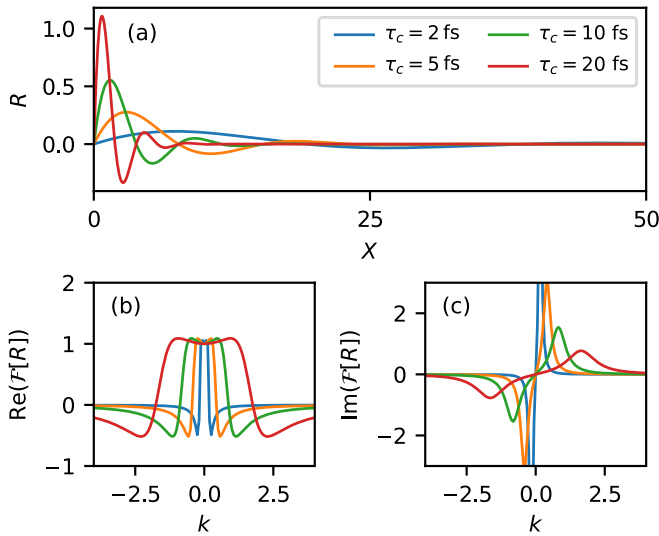 (a)
τc = 2 fs
τc = 5 fs
τc = 10 fs
τc = 20 fs
R
1.0
0.5
0.0
0
25
50
X
(b)
Re(ℱ[R])
2
1
0
−1
−2.5
0.0
2.5
k
(c)
Im(ℱ[R])
2
0
−2
−2.5
0.0
2.5
k